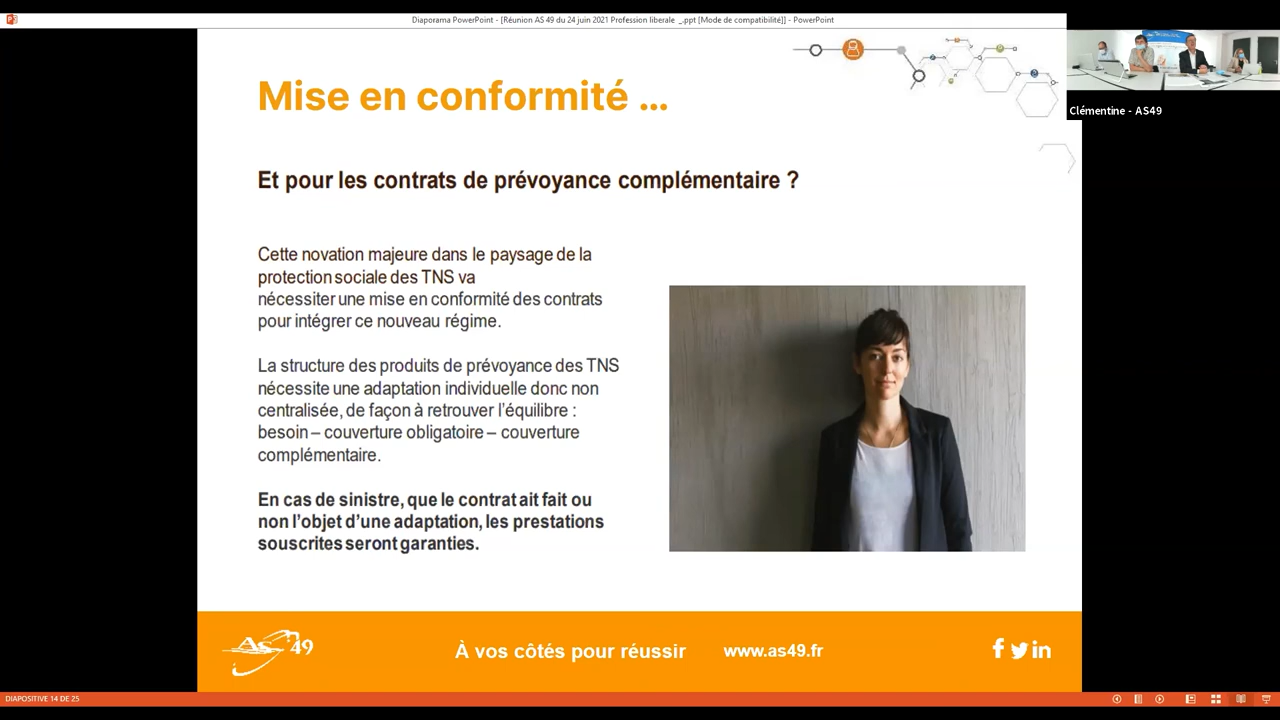 Diaporama PowerPoint - [Réunion AS 49 du 24 juin 2021 Profession liberale _.ppt [Mode de compatibilité]] - PowerPoint
Clémentine - AS49
Mise en conformité ...
Et pour les contrats de prévoyance complémentaire ?
Cette novation majeure dans le paysage de la
protection sociale des TNS va
nécessiter une mise en conformité des contrats
pour intégrer ce nouveau régime.
La structure des produits de prévoyance des TNS
nécessite une adaptation individuelle donc non
centralisée, de façon à retrouver l'équilibre :
besoin – couverture obligatoire – couverture
complémentaire.
En cas de sinistre, que le contrat ait fait ou
non l'objet d'une adaptation, les prestations
souscrites seront garanties.
As 49
À vos côtés pour réussir
www.as49.fr
DIAPOSITIVE 14 DE 25